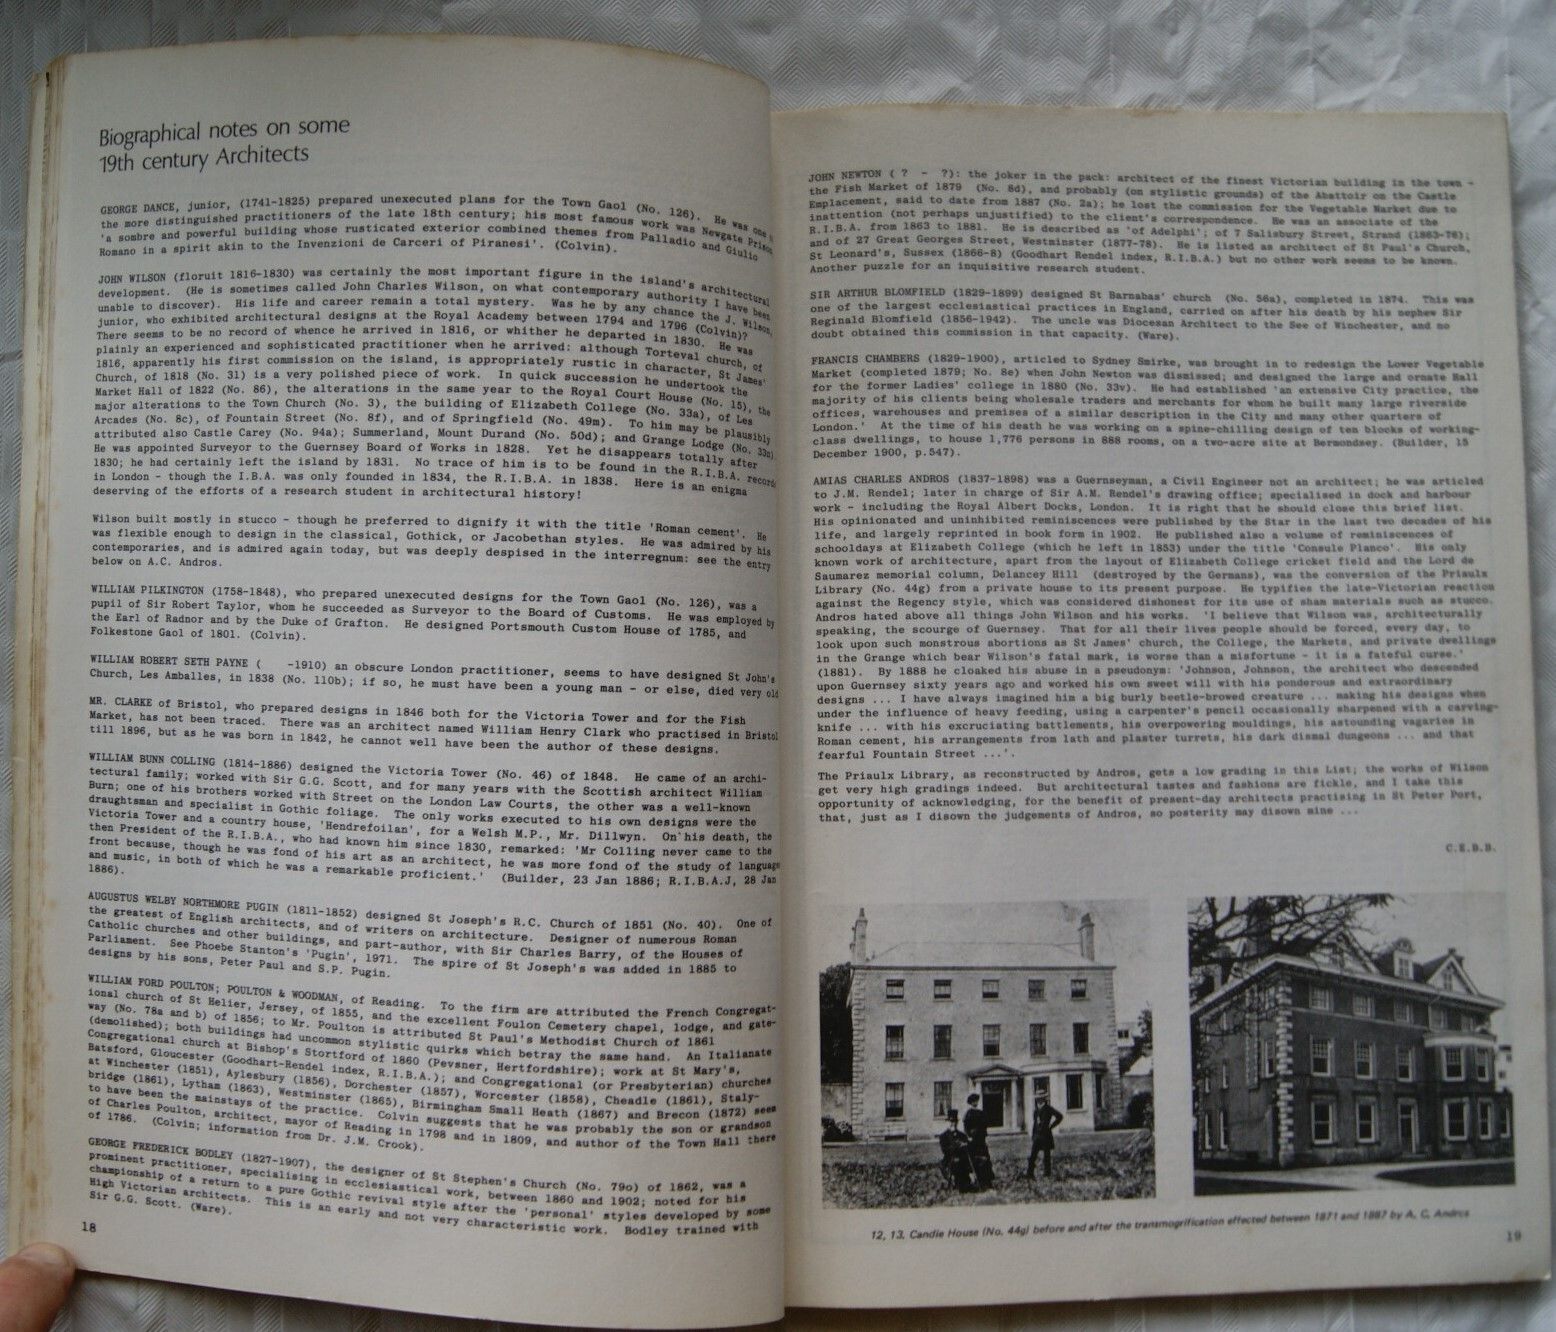 Biographical notes on some
19th century Architects
GEORGE DANCE, junior, (1741-1825) prepared unexecuted plans for the Town Gaol (No. 126). He was one
the more distinguished practitioners of the late 18th century; his most famous work was Newgate Prison
'a sombre and powerful building whose rusticated exterior combined themes from Palladio and Giulio
Romano in a spirit akin to the Invenzioni de Carceri of Piranesi'. (Colvin).
JOHN WILSON (floruit 1816-1830) was certainly the most important figure in the island's architectural
development. (He is sometimes called John Charles Wilson, on what contemporary authority I have been
unable to discover). His life and career remain a total mystery. Was he by any chance the J. Wilson,
junior, who exhibited architectural designs at the Royal Academy between 1794 and 1796 (Colvin)?
There seems to be no record of whence he arrived in 1816, or whither he departed in 1830. He was
plainly an experienced and sophisticated practitioner when he arrived: although Torteval church, of
1816, apparently his first commission on the island, is appropriately rustic in character, St James'
Church, of 1818 (No. 31) is a very polished piece of work. In quick succession he undertook the
Market Hall of 1822 (No. 86), the alterations in the same year to the Royal Court House (No. 15), the
major alterations to the Town Church (No. 3), the building of Elizabeth College (No. 33a), of Les
Arcades (No. 8c), of Fountain Street (No. 8f), and of Springfield (No. 49m). To him may be plausibly
attributed also Castle Carey (No. 94a); Summerland, Mount Durand (No. 50d); and Grange Lodge (No. 33n)
He was appointed Surveyor to the Guernsey Board of Works in 1828. Yet he disappears totally after
1830; he had certainly left the island by 1831. No trace of him is to be found in the R.I.B.A. records
in London - though the I.B.A. was only founded in 1834, the R.I.B.A. in 1838. Here is an enigma
deserving of the efforts of a research student in architectural history!
Wilson built mostly in stucco - though he preferred to dignify it with the title 'Roman cement'. He
was flexible enough to design in the classical, Gothick, or Jacobethan styles. He was admired by his
contemporaries, and is admired again today, but was deeply despised in the interregnum: see the entry
below on A.C. Andros.
WILLIAM PILKINGTON (1758-1848), who prepared unexecuted designs for the Town Gaol (No. 126), was a
pupil of Sir Robert Taylor, whom he succeeded as Surveyor to the Board of Customs. He was employed by
the Earl of Radnor and by the Duke of Grafton. He designed Portsmouth Custom House of 1785, and
Folkestone Gaol of 1801. (Colvin).
WILLIAM ROBERT SETH PAYNE ( -1910) an obscure London practitioner, seems to have designed St John's
Church, Les Amballes, in 1838 (No. 110b); if so, he must have been a young man - or else, died very old
MR. CLARKE of Bristol, who prepared designs in 1846 both for the Victoria Tower and for the Fish
Market, has not been traced. There was an architect named William Henry Clark who practised in Bristol
till 1896, but as he was born in 1842, he cannot well have been the author of these designs.
WILLIAM BUNN COLLING (1814-1886) designed the Victoria Tower (No. 46) of 1848. He came of an archi-
tectural family; worked with Sir G.G. Scott, and for many years with the Scottish architect William
Burn; one of his brothers worked with Street on the London Law Courts, the other was a well-known
draughtsman and specialist in Gothic foliage. The only works executed to his own designs were the
Victoria Tower and a country house, 'Hendrefoilan', for a Welsh M.P., Mr. Dillwyn. On his death, the
then President of the R.I.B.A., who had known him since 1830, remarked: 'Mr Colling never came to the
front because, though he was fond of his art as an architect, he was more fond of the study of language
and music, in both of which he was a remarkable proficient.' (Builder, 23 Jan 1886; R.I.B.A.J, 28 Jan
1886).
AUGUSTUS WELBY NORTHMORE PUGIN (1811-1852) designed St Joseph's R.C. Church of 1851 (No. 40). One of
the greatest of English architects, and of writers on architecture. Designer of numerous Roman
Catholic churches and other buildings, and part-author, with Sir Charles Barry, of the Houses of
Parliament. See Phoebe Stanton's 'Pugin', 1971. The spire of St Joseph's was added in 1885 to
designs by his sons, Peter Paul and S.P. Pugin.
WILLIAM FORD POULTON; POULTON & WOODMAN, of Reading. To the firm are attributed the French Congregat-
ional church of St Helier, Jersey, of 1855, and the excellent Foulon Cemetery chapel, lodge, and gate-
way (No. 78a and b) of 1856; to Mr. Poulton is attributed St Paul's Methodist Church of 1861
(demolished); both buildings had uncommon stylistic quirks which betray the same hand. An Italianate
Congregational church at Bishop's Stortford of 1860 (Pevsner, Hertfordshire); work at St Mary's,
Batsford, Gloucester (Goodhart-Rendel index, R.I.B.A.); and Congregational (or Presbyterian) churches
at Winchester (1851), Aylesbury (1856), Dorchester (1857), Worcester (1858), Cheadle (1861), Staly-
bridge (1861), Lytham (1863), Westminster (1865), Birmingham Small Heath (1867) and Brecon (1872) seem
to have been the mainstays of the practice. Colvin suggests that he was probably the son or grandson
of Charles Poulton, architect, mayor of Reading in 1798 and in 1809, and author of the Town Hall there
of 1786. (Colvin; information from Dr. J.M. Crook).
GEORGE FREDERICK BODLEY (1827-1907), the designer of St Stephen's Church (No. 79o) of 1862, was a
prominent practitioner, specialising in ecclesiastical work, between 1860 and 1902; noted for his
championship of a return to a pure Gothic revival style after the 'personal' styles developed by some
High Victorian architects. This is an early and not very characteristic work. Bodley trained with
Sir G.G. Scott. (Ware).
18
JOHN NEWTON ( ? - ?): the joker in the pack: architect of the finest Victorian building in the town -
the Fish Market of 1879 (No. 8d), and probably (on stylistic grounds) of the Abattoir on the Castle
Emplacement, said to date from 1887 (No. 2a); he lost the commission for the Vegetable Market due to
inattention (not perhaps unjustified) to the client's correspondence. He was an associate of the
R.I.B.A. from 1863 to 1881. He is described as 'of Adelphi'; of 7 Salisbury Street, Strand (1863-76);
and of 27 Great Georges Street, Westminster (1877-78). He is listed as architect of St Paul's Church,
St Leonard's, Sussex (1866-8) (Goodhart Rendel index, R.I.B.A.) but no other work seems to be known.
Another puzzle for an inquisitive research student.
SIR ARTHUR BLOMFIELD (1829-1899) designed St Barnabas' church (No. 56a), completed in 1874. This was
one of the largest ecclesiastical practices in England, carried on after his death by his nephew Sir
Reginald Blomfield (1856-1942). The uncle was Diocesan Architect to the See of Winchester, and no
doubt obtained this commission in that capacity. (Ware).
FRANCIS CHAMBERS (1829-1900), articled to Sydney Smirke, was brought in to redesign the Lower Vegetable
Market (completed 1879; No. 8e) when John Newton was dismissed; and designed the large and ornate Hall
for the former Ladies' college in 1880 (No. 33v). He had established 'an extensive City practice, the
majority of his clients being wholesale traders and merchants for whom he built many large riverside
offices, warehouses and premises of a similar description in the City and many other quarters of
London.' At the time of his death he was working on a spine-chilling design of ten blocks of working-
class dwellings, to house 1,776 persons in 888 rooms, on a two-acre site at Bermondsey. (Builder, 15
December 1900, p.547).
AMIAS CHARLES ANDROS (1837-1898) was a Guernseyman, a Civil Engineer not an architect; he was articled
to J.M. Rendel; later in charge of Sir A.M. Rendel's drawing office; specialised in dock and harbour
work - including the Royal Albert Docks, London. It is right that he should close this brief list.
His opinionated and uninhibited reminiscences were published by the Star in the last two decades of his
life, and largely reprinted in book form in 1902. He published also a volume of reminiscences of
schooldays at Elizabeth College (which he left in 1853) under the title 'Consule Planco'. His only
known work of architecture, apart from the layout of Elizabeth College cricket field and the Lord de
Saumarez memorial column, Delancey Hill (destroyed by the Germans), was the conversion of the Priaulx
Library (No. 44g) from a private house to its present purpose. He typifies the late-Victorian reaction
against the Regency style, which was considered dishonest for its use of sham materials such as stucco.
Andros hated above all things John Wilson and his works. 'I believe that Wilson was, architecturally
speaking, the scourge of Guernsey. That for all their lives people should be forced, every day, to
look upon such monstrous abortions as St James' church, the College, the Markets, and private dwellings
in the Grange which bear Wilson's fatal mark, is worse than a misfortune - it is a fateful curse.'
(1881). By 1888 he cloaked his abuse in a pseudonym: 'Johnson, Johnson, the architect who descended
upon Guernsey sixty years ago and worked his own sweet will with his ponderous and extraordinary
designs ... I have always imagined him a big burly beetle-browed creature ... making his designs when
under the influence of heavy feeding, using a carpenter's pencil occasionally sharpened with a carving-
knife ... with his excruciating battlements, his overpowering mouldings, his astounding vagaries in
Roman cement, his arrangements from lath and plaster turrets, his dark dismal dungeons ... and that
fearful Fountain Street ...'.
The Priaulx Library, as reconstructed by Andros, gets a low grading in this List; the works of Wilson
get very high gradings indeed. But architectural tastes and fashions are fickle, and I take this
opportunity of acknowledging, for the benefit of present-day architects practising in St Peter Port,
that, just as I disown the judgements of Andros, so posterity may disown mine ...
C.E.B.B.
12, 13, Candie House (No. 44g) before and after the transmogrification effected between 1871 and 1887 by A. C. Andros
19